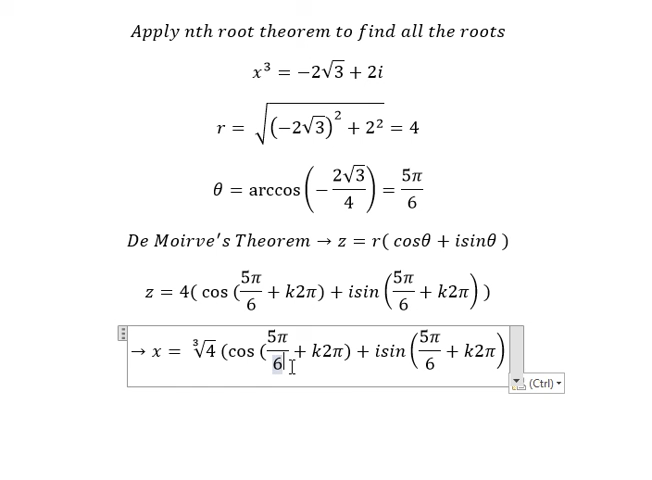 Apply nth root theorem to find all the roots
x³ = −2√3 + 2i
r = √((−2√3)² + 2²) = 4
θ = arccos(−2√3/4) = 5π/6
De Moirve's Theorem → z = r( cosθ + isinθ )
z = 4( cos (5π/6 + k2π) + isin(5π/6 + k2π) )
→ x = ∛4 (cos (5π/6 + k2π) + isin(5π/6 + k2π)
(Ctrl)